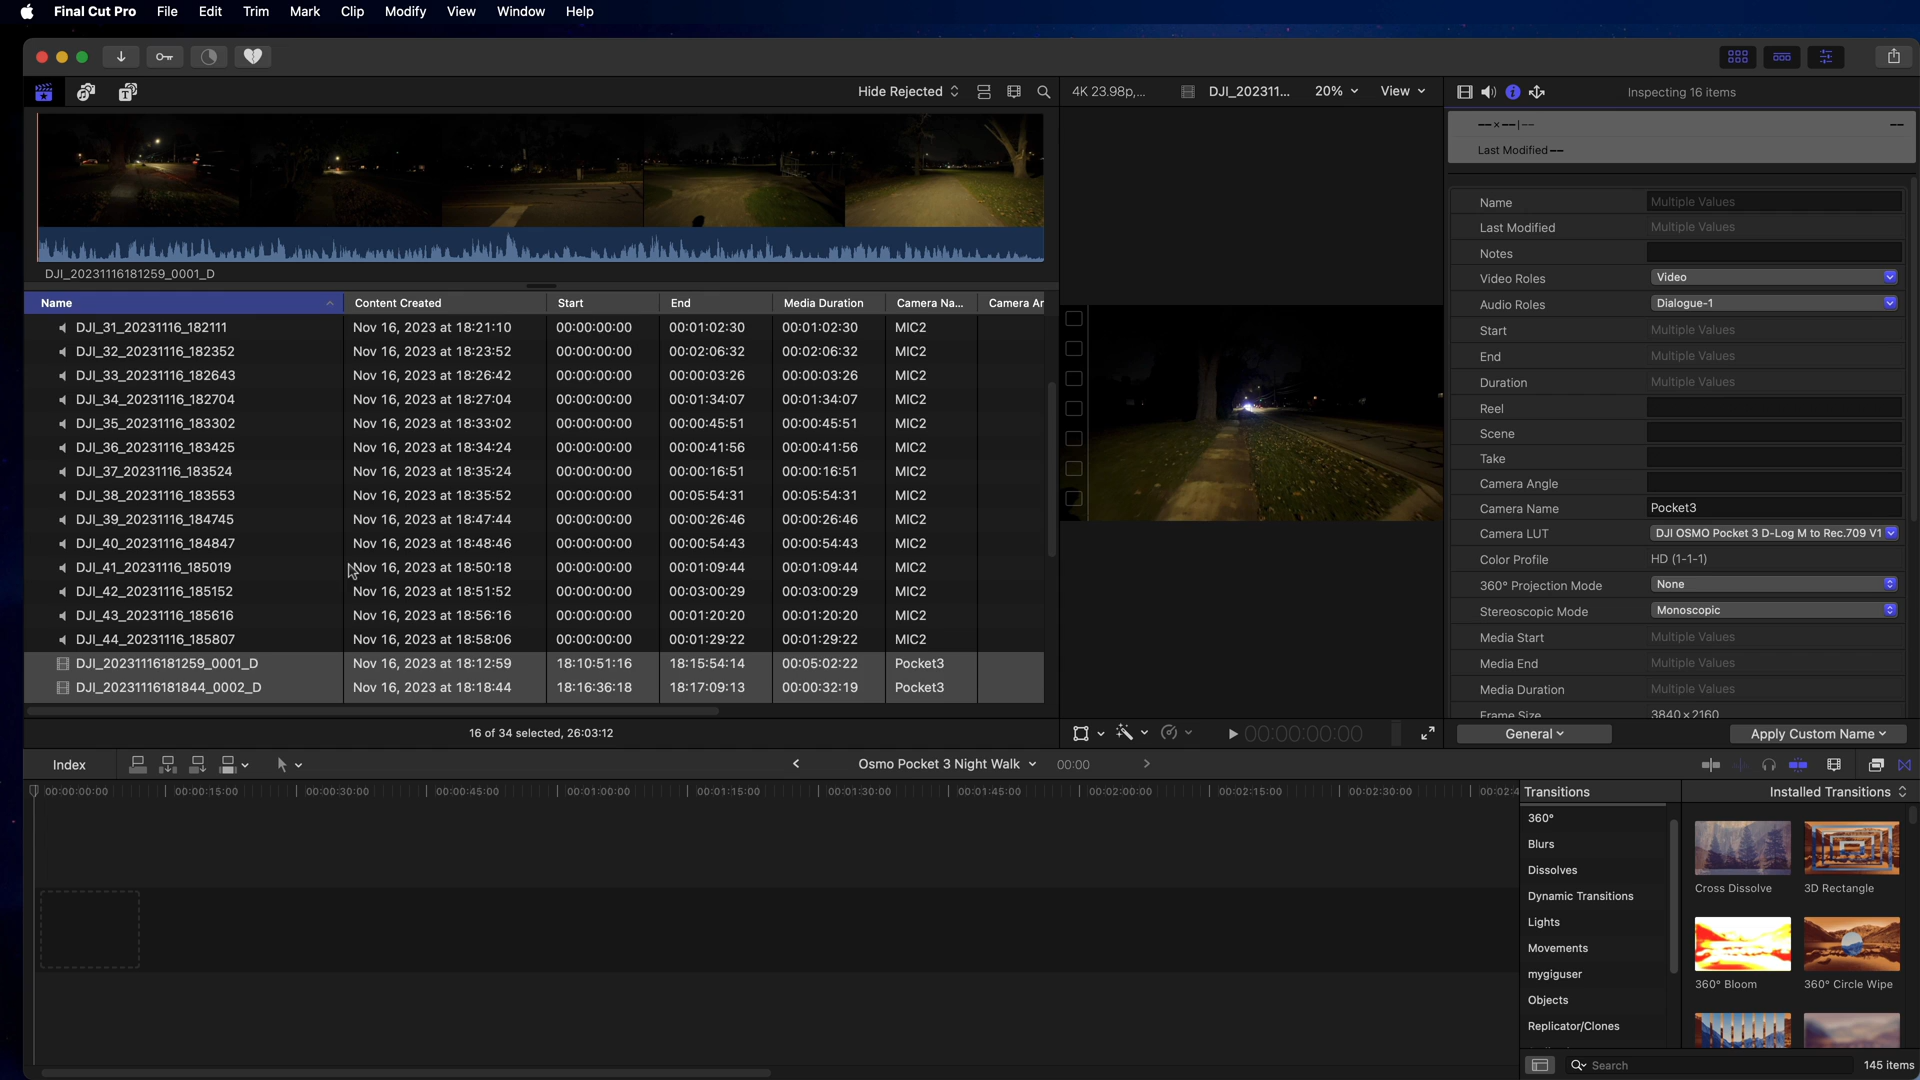 Final Cut Pro File Edit Trim Mark Clip Modify View Window Help
Hide Rejected
4K 23.98p,... DJI_202311... 20% View
Inspecting 16 items
--×--|-- --
Last Modified --
DJI_20231116181259_0001_D
Name Content Created Start End Media Duration Camera Na... Camera Ar
DJI_31_20231116_182111 Nov 16, 2023 at 18:21:10 00:00:00:00 00:01:02:30 00:01:02:30 MIC2
DJI_32_20231116_182352 Nov 16, 2023 at 18:23:52 00:00:00:00 00:02:06:32 00:02:06:32 MIC2
DJI_33_20231116_182643 Nov 16, 2023 at 18:26:42 00:00:00:00 00:00:03:26 00:00:03:26 MIC2
DJI_34_20231116_182704 Nov 16, 2023 at 18:27:04 00:00:00:00 00:01:34:07 00:01:34:07 MIC2
DJI_35_20231116_183302 Nov 16, 2023 at 18:33:02 00:00:00:00 00:00:45:51 00:00:45:51 MIC2
DJI_36_20231116_183425 Nov 16, 2023 at 18:34:24 00:00:00:00 00:00:41:56 00:00:41:56 MIC2
DJI_37_20231116_183524 Nov 16, 2023 at 18:35:24 00:00:00:00 00:00:16:51 00:00:16:51 MIC2
DJI_38_20231116_183553 Nov 16, 2023 at 18:35:52 00:00:00:00 00:05:54:31 00:05:54:31 MIC2
DJI_39_20231116_184745 Nov 16, 2023 at 18:47:44 00:00:00:00 00:00:26:46 00:00:26:46 MIC2
DJI_40_20231116_184847 Nov 16, 2023 at 18:48:46 00:00:00:00 00:00:54:43 00:00:54:43 MIC2
DJI_41_20231116_185019 Nov 16, 2023 at 18:50:18 00:00:00:00 00:01:09:44 00:01:09:44 MIC2
DJI_42_20231116_185152 Nov 16, 2023 at 18:51:52 00:00:00:00 00:03:00:29 00:03:00:29 MIC2
DJI_43_20231116_185616 Nov 16, 2023 at 18:56:16 00:00:00:00 00:01:20:20 00:01:20:20 MIC2
DJI_44_20231116_185807 Nov 16, 2023 at 18:58:06 00:00:00:00 00:01:29:22 00:01:29:22 MIC2
DJI_20231116181259_0001_D Nov 16, 2023 at 18:12:59 18:10:51:16 18:15:54:14 00:05:02:22 Pocket3
DJI_20231116181844_0002_D Nov 16, 2023 at 18:18:44 18:16:36:18 18:17:09:13 00:00:32:19 Pocket3
16 of 34 selected, 26:03:12
00:00:00:00
Name Multiple Values
Last Modified Multiple Values
Notes
Video Roles Video
Audio Roles Dialogue-1
Start Multiple Values
End Multiple Values
Duration Multiple Values
Reel
Scene
Take
Camera Angle
Camera Name Pocket3
Camera LUT DJI OSMO Pocket 3 D-Log M to Rec.709 V1
Color Profile HD (1-1-1)
360° Projection Mode None
Stereoscopic Mode Monoscopic
Media Start Multiple Values
Media End Multiple Values
Media Duration Multiple Values
Frame Size 3840×2160
General Apply Custom Name
Index Osmo Pocket 3 Night Walk 00:00
00:00:00:00 00:00:15:00 00:00:30:00 00:00:45:00 00:01:00:00 00:01:15:00 00:01:30:00 00:01:45:00 00:02:00:00 00:02:15:00 00:02:30:00 00:02:4
Transitions Installed Transitions
360°
Blurs
Dissolves
Dynamic Transitions
Lights
Movements
mygiguser
Objects
Replicator/Clones
Cross Dissolve 3D Rectangle
360° Bloom 360° Circle Wipe
Search 145 items